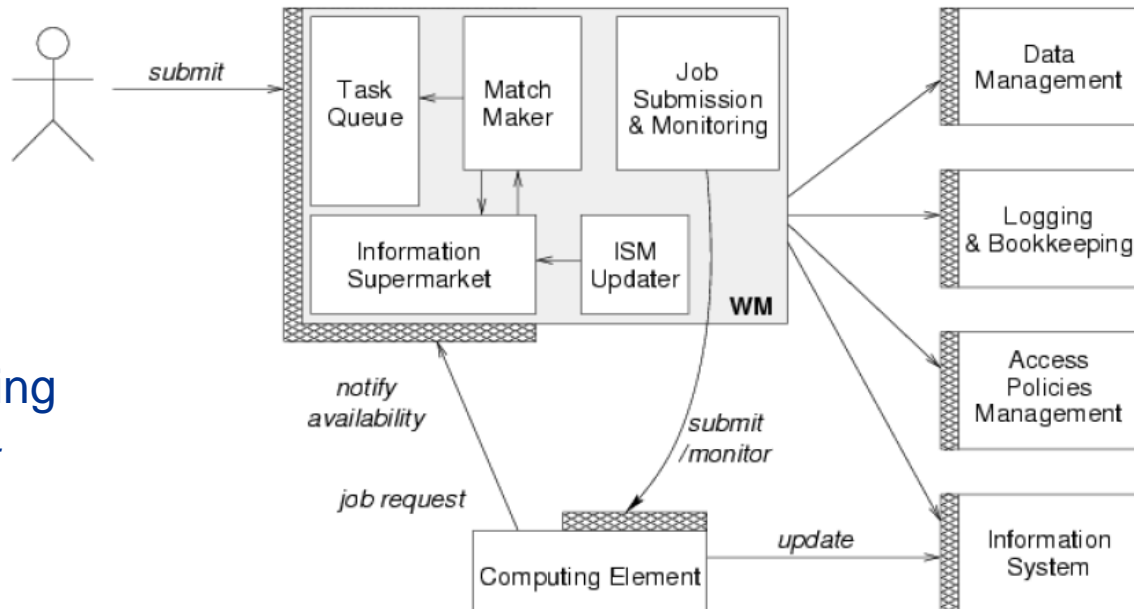 submit
Task
Queue
Match
Maker
Job
Submission
& Monitoring
Information
Supermarket
ISM
Updater
WM
Data
Management
Logging
& Bookkeeping
Access
Policies
Management
Information
System
ing
notify
availability
job request
submit
/monitor
update
Computing Element